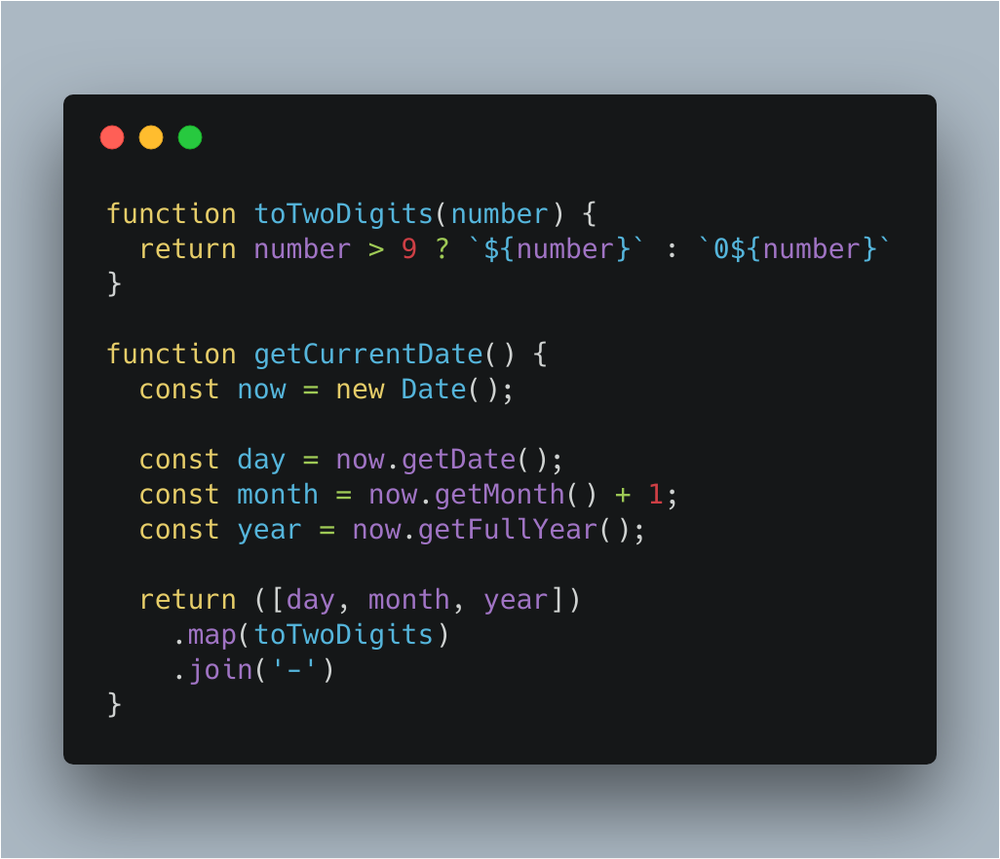 function toTwoDigits(number) {
  return number > 9 ? `${number}` : `0${number}`
}

function getCurrentDate() {
  const now = new Date();

  const day = now.getDate();
  const month = now.getMonth() + 1;
  const year = now.getFullYear();

  return ([day, month, year])
    .map(toTwoDigits)
    .join('-')
}